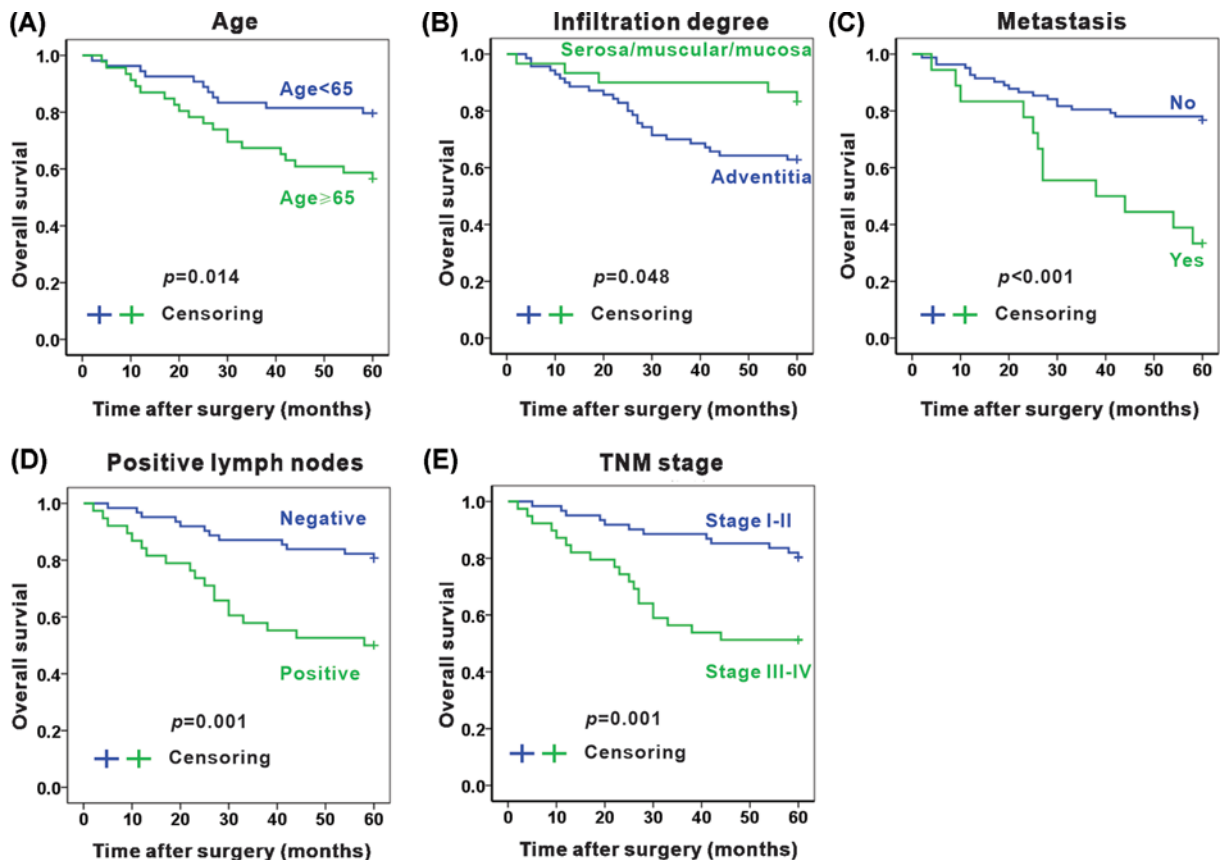 (A) Age
1.0
0.8
0.6
0.4
0.2
0.0
Overall survial
Age<65
Age≥65
p=0.014
Censoring
0 10 20 30 40 50 60
Time after surgery (months)
(B) Infiltration degree
1.0
0.8
0.6
0.4
0.2
0.0
Overall survial
Serosa/muscular/mucosa
Adventitia
p=0.048
Censoring
0 10 20 30 40 50 60
Time after surgery (months)
(C) Metastasis
1.0
0.8
0.6
0.4
0.2
0.0
Overall survial
No
Yes
p<0.001
Censoring
0 10 20 30 40 50 60
Time after surgery (months)
(D) Positive lymph nodes
1.0
0.8
0.6
0.4
0.2
0.0
Overall survial
Negative
Positive
p=0.001
Censoring
0 10 20 30 40 50 60
Time after surgery (months)
(E) TNM stage
1.0
0.8
0.6
0.4
0.2
0.0
Overall survial
Stage I-II
Stage III-IV
p=0.001
Censoring
0 10 20 30 40 50 60
Time after surgery (months)